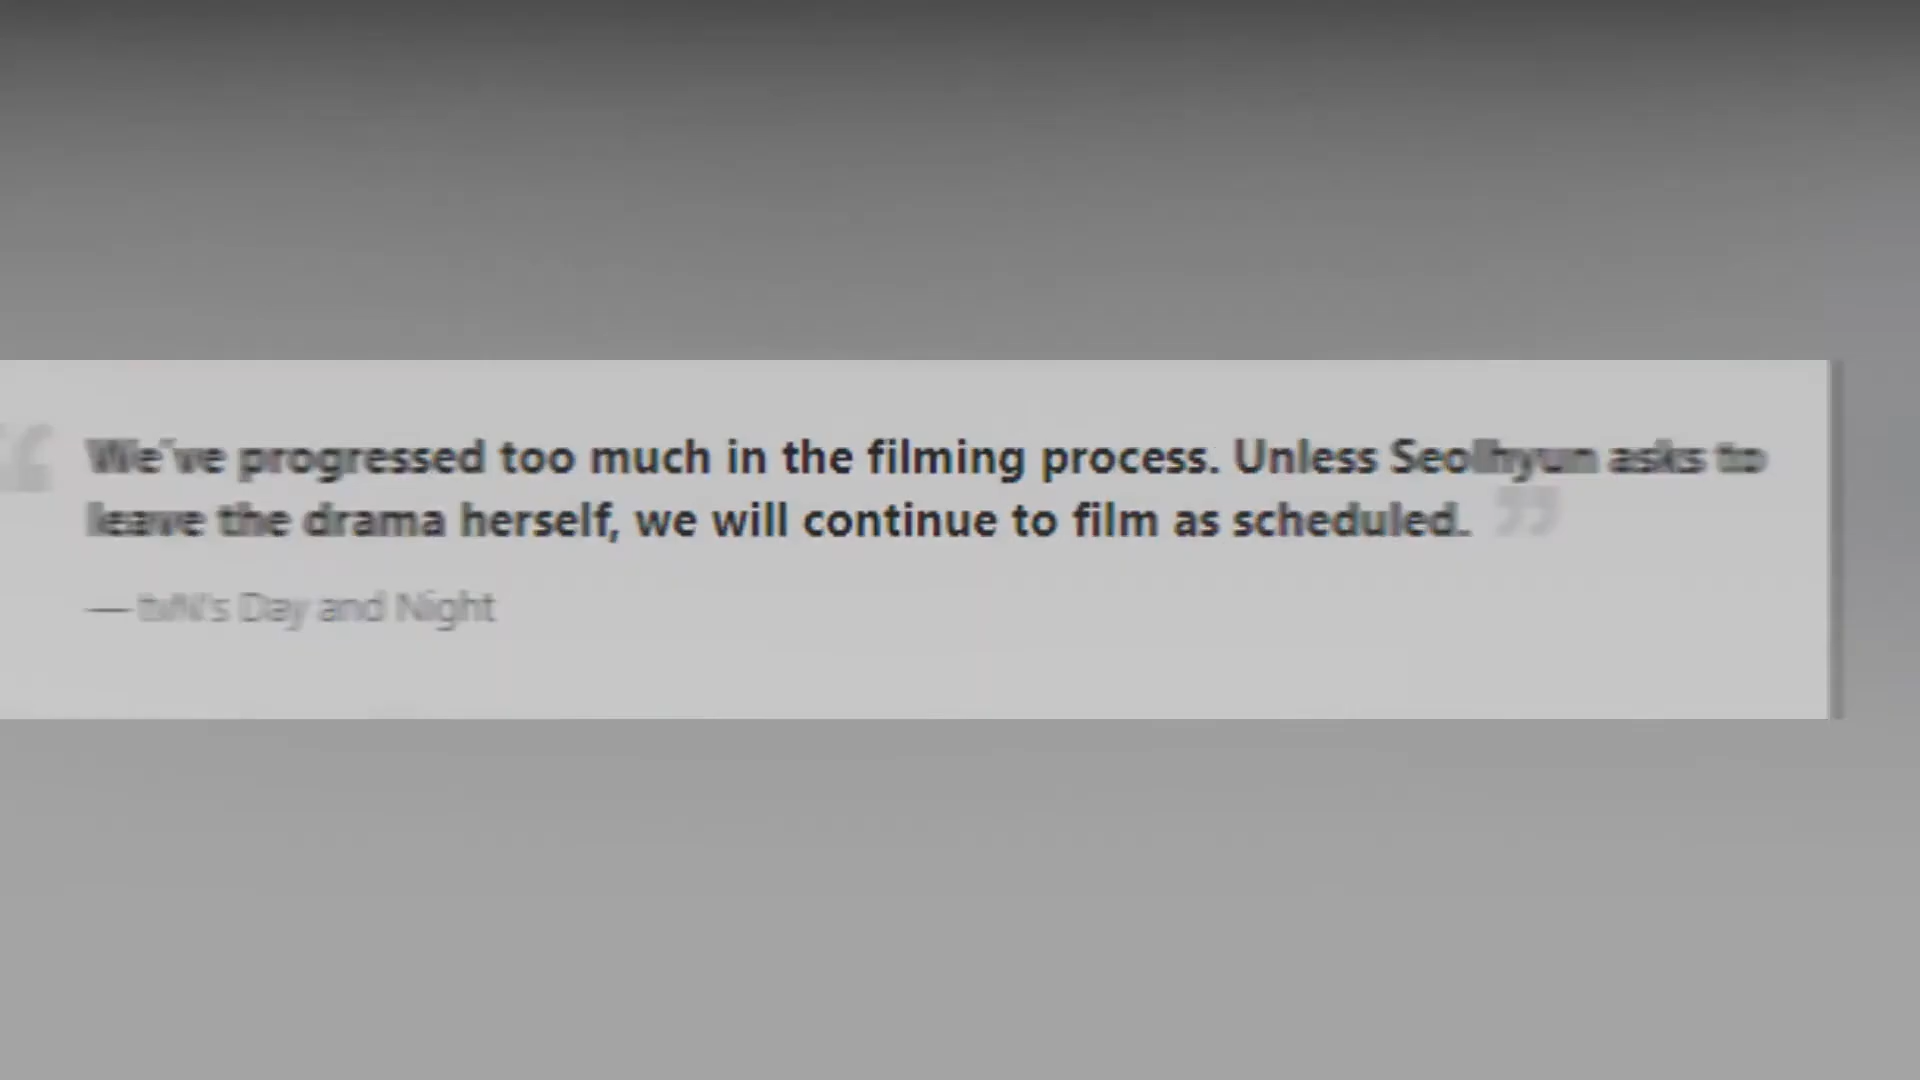 “ We've progressed too much in the filming process. Unless Seolhyun asks to
leave the drama herself, we will continue to film as scheduled. ”
— tvN's Day and Night